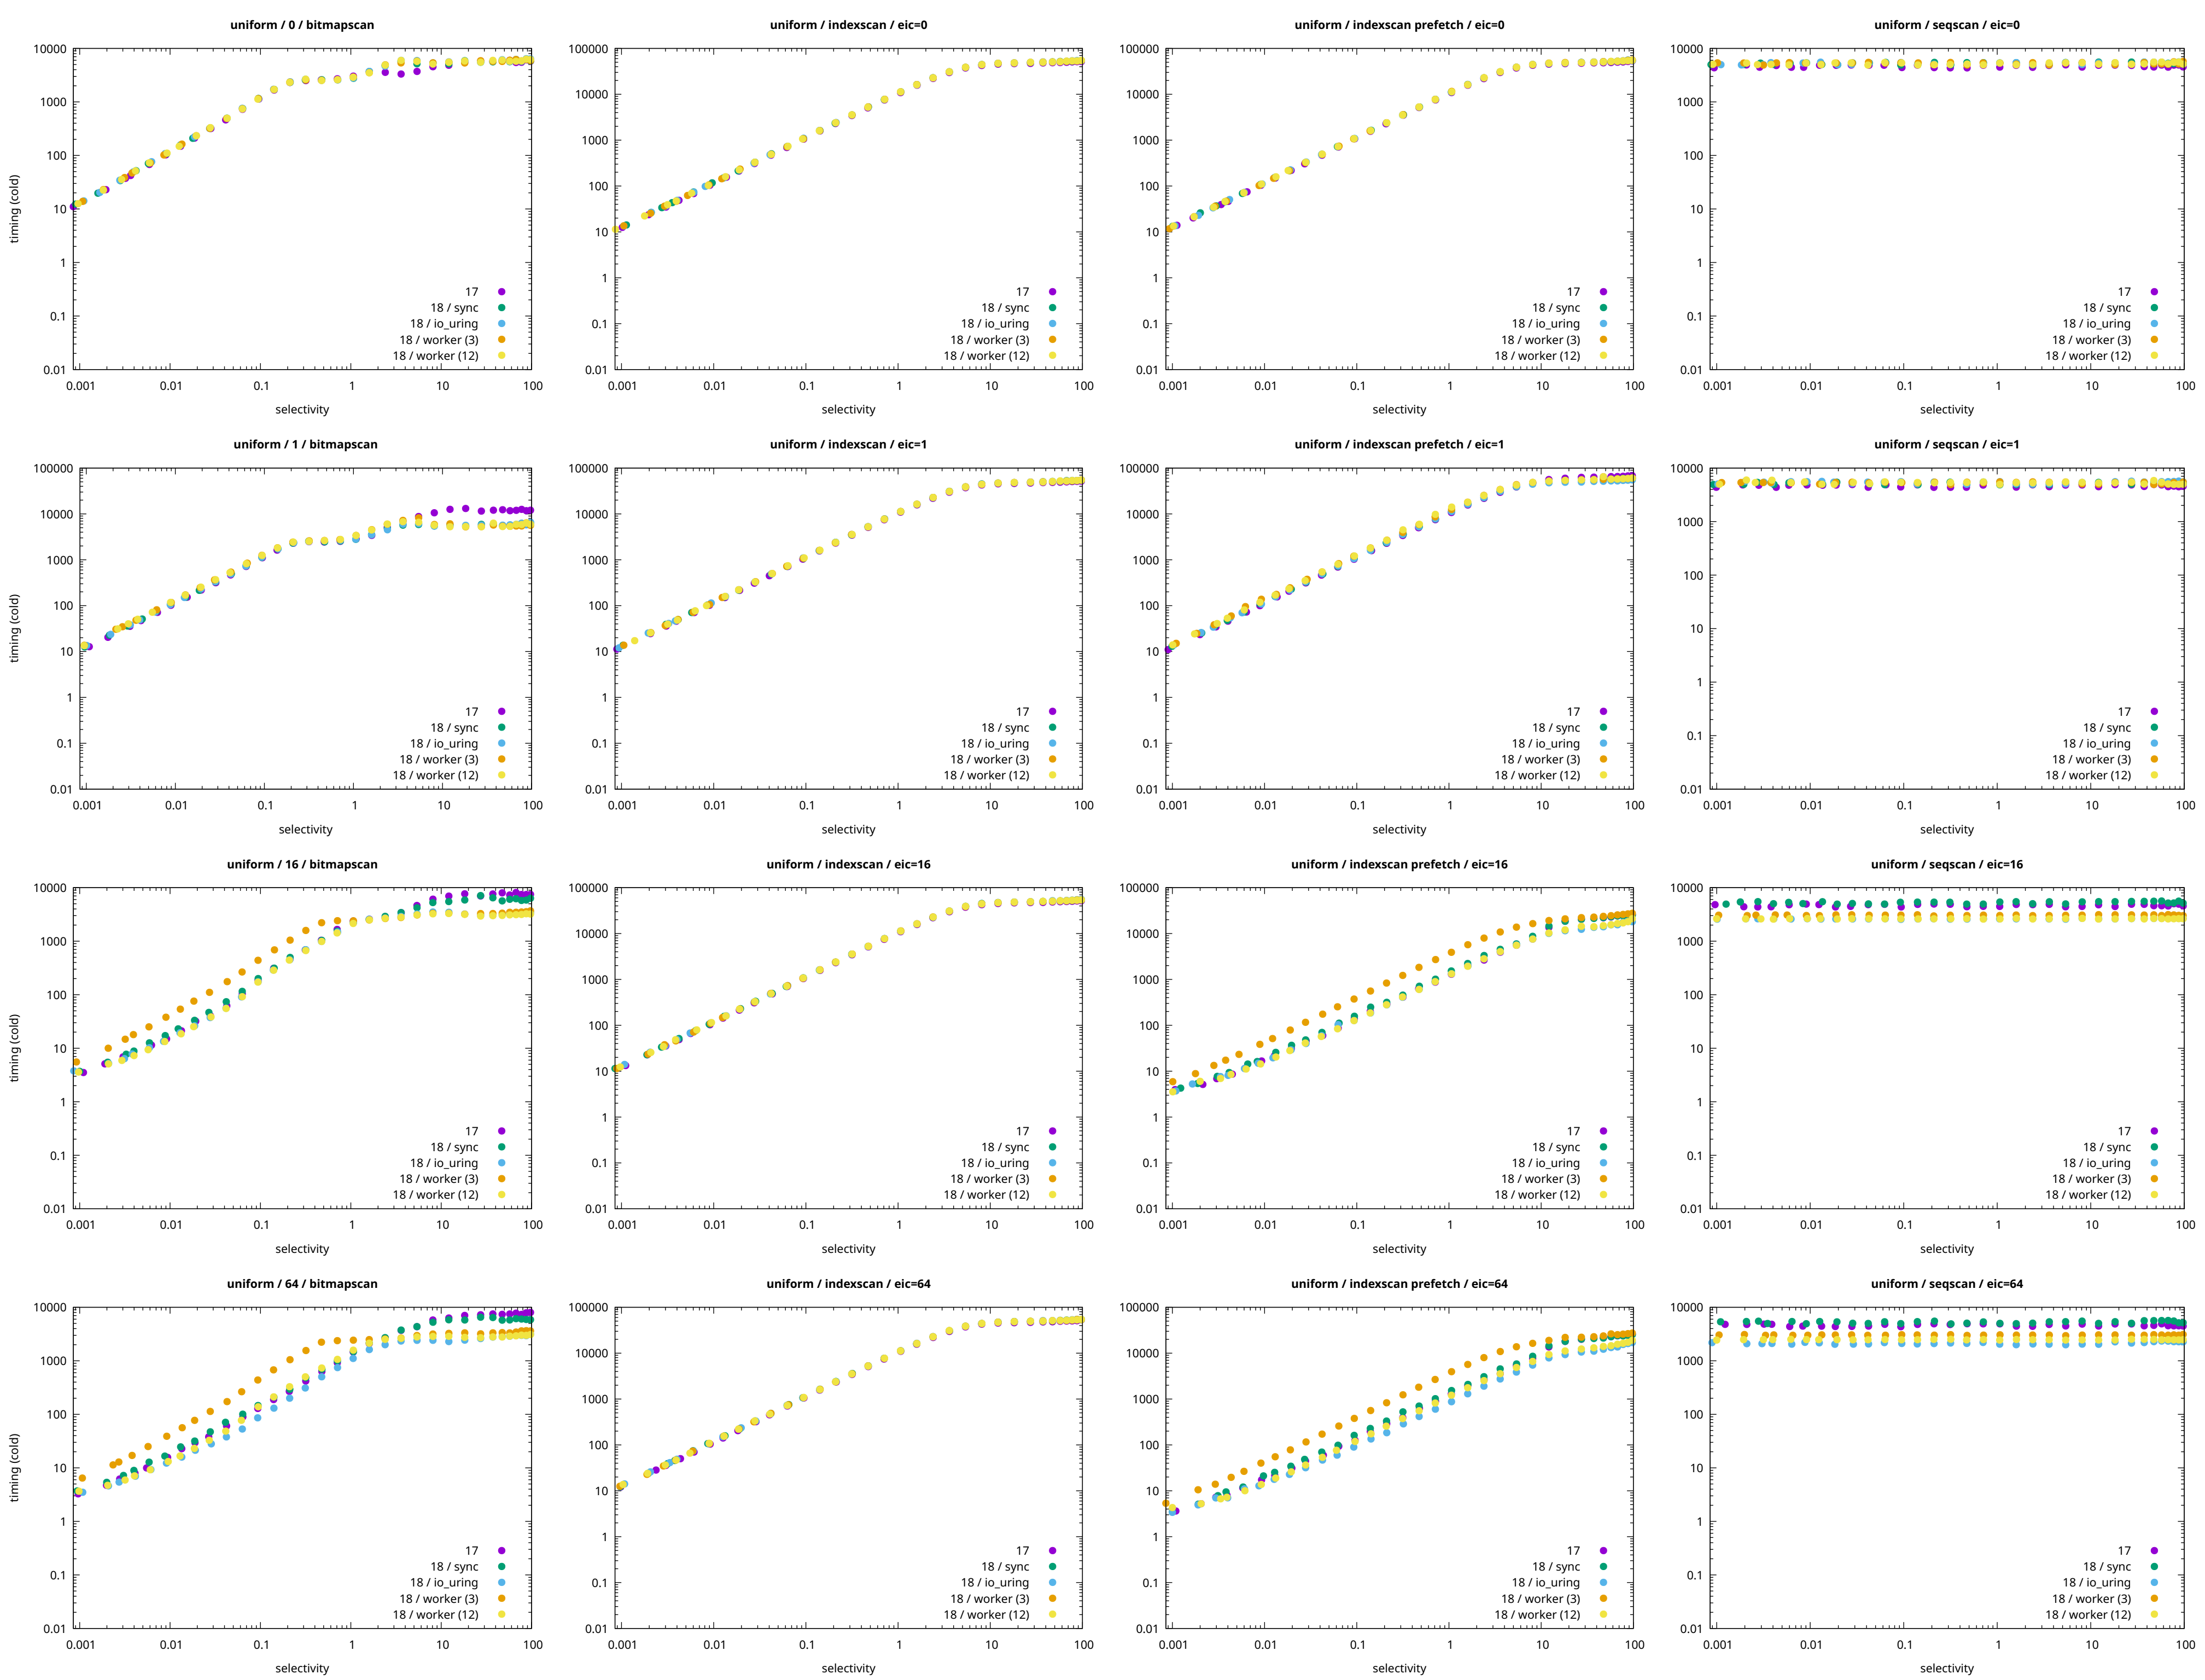 uniform / 0 / bitmapscan
timing (cold)
10000
1000
100
10
1
0.1
0.01
17
18 / sync
18 / io_uring
18 / worker (3)
18 / worker (12)
0.001 0.01 0.1 1 10 100
selectivity
uniform / indexscan / eic=0
100000
10000
1000
100
10
1
0.1
0.01
17
18 / sync
18 / io_uring
18 / worker (3)
18 / worker (12)
0.001 0.01 0.1 1 10 100
selectivity
uniform / indexscan prefetch / eic=0
100000
10000
1000
100
10
1
0.1
0.01
17
18 / sync
18 / io_uring
18 / worker (3)
18 / worker (12)
0.001 0.01 0.1 1 10 100
selectivity
uniform / seqscan / eic=0
10000
1000
100
10
1
0.1
0.01
17
18 / sync
18 / io_uring
18 / worker (3)
18 / worker (12)
0.001 0.01 0.1 1 10 100
selectivity
uniform / 1 / bitmapscan
timing (cold)
100000
10000
1000
100
10
1
0.1
0.01
17
18 / sync
18 / io_uring
18 / worker (3)
18 / worker (12)
0.001 0.01 0.1 1 10 100
selectivity
uniform / indexscan / eic=1
100000
10000
1000
100
10
1
0.1
0.01
17
18 / sync
18 / io_uring
18 / worker (3)
18 / worker (12)
0.001 0.01 0.1 1 10 100
selectivity
uniform / indexscan prefetch / eic=1
100000
10000
1000
100
10
1
0.1
0.01
17
18 / sync
18 / io_uring
18 / worker (3)
18 / worker (12)
0.001 0.01 0.1 1 10 100
selectivity
uniform / seqscan / eic=1
10000
1000
100
10
1
0.1
0.01
17
18 / sync
18 / io_uring
18 / worker (3)
18 / worker (12)
0.001 0.01 0.1 1 10 100
selectivity
uniform / 16 / bitmapscan
timing (cold)
10000
1000
100
10
1
0.1
0.01
17
18 / sync
18 / io_uring
18 / worker (3)
18 / worker (12)
0.001 0.01 0.1 1 10 100
selectivity
uniform / indexscan / eic=16
100000
10000
1000
100
10
1
0.1
0.01
17
18 / sync
18 / io_uring
18 / worker (3)
18 / worker (12)
0.001 0.01 0.1 1 10 100
selectivity
uniform / indexscan prefetch / eic=16
100000
10000
1000
100
10
1
0.1
0.01
17
18 / sync
18 / io_uring
18 / worker (3)
18 / worker (12)
0.001 0.01 0.1 1 10 100
selectivity
uniform / seqscan / eic=16
10000
1000
100
10
1
0.1
0.01
17
18 / sync
18 / io_uring
18 / worker (3)
18 / worker (12)
0.001 0.01 0.1 1 10 100
selectivity
uniform / 64 / bitmapscan
timing (cold)
10000
1000
100
10
1
0.1
0.01
17
18 / sync
18 / io_uring
18 / worker (3)
18 / worker (12)
0.001 0.01 0.1 1 10 100
selectivity
uniform / indexscan / eic=64
100000
10000
1000
100
10
1
0.1
0.01
17
18 / sync
18 / io_uring
18 / worker (3)
18 / worker (12)
0.001 0.01 0.1 1 10 100
selectivity
uniform / indexscan prefetch / eic=64
100000
10000
1000
100
10
1
0.1
0.01
17
18 / sync
18 / io_uring
18 / worker (3)
18 / worker (12)
0.001 0.01 0.1 1 10 100
selectivity
uniform / seqscan / eic=64
10000
1000
100
10
1
0.1
0.01
17
18 / sync
18 / io_uring
18 / worker (3)
18 / worker (12)
0.001 0.01 0.1 1 10 100
selectivity